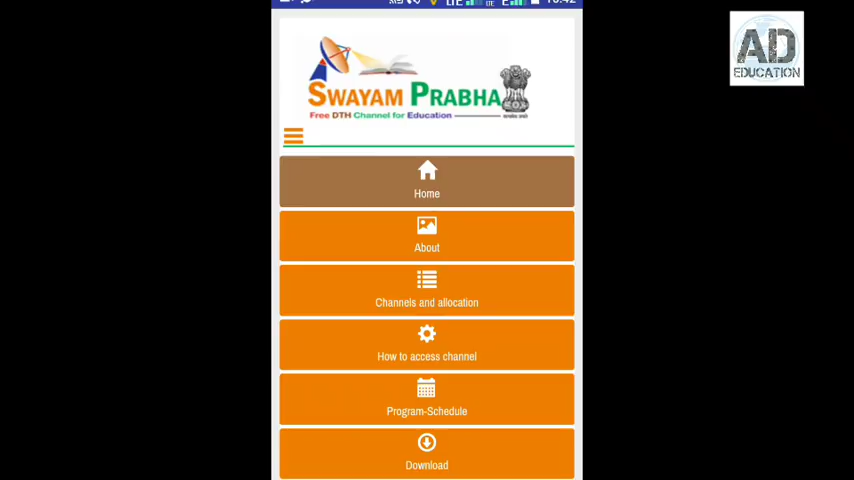 LTE
AD
EDUCATION
SWAYAM PRABHA
Free DTH Channel for Education
Home
About
Channels and allocation
How to access channel
Program-Schedule
Download